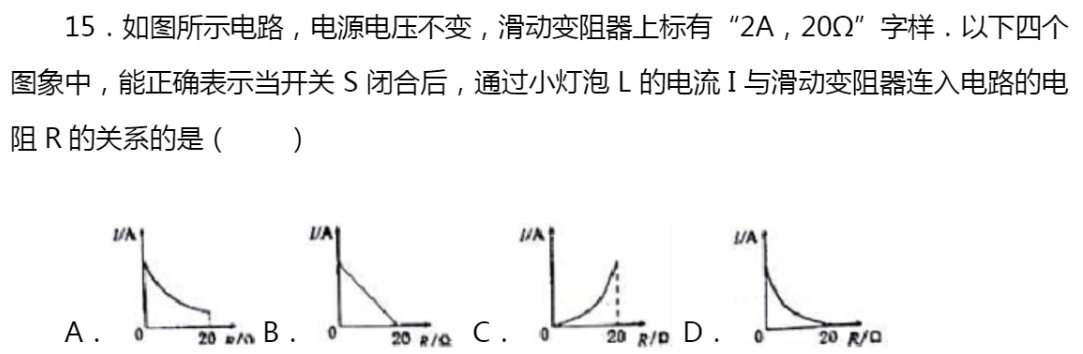 15．如图所示电路，电源电压不变，滑动变阻器上标有“2A，20Ω”字样．以下四个
图象中，能正确表示当开关 S 闭合后，通过小灯泡 L 的电流 I 与滑动变阻器连入电路的电
阻 R 的关系的是（　　）
I/A I/A I/A I/A
A． 0 20 R/Ω B． 0 20 R/Ω C． 0 20 R/Ω D． 0 20 R/Ω